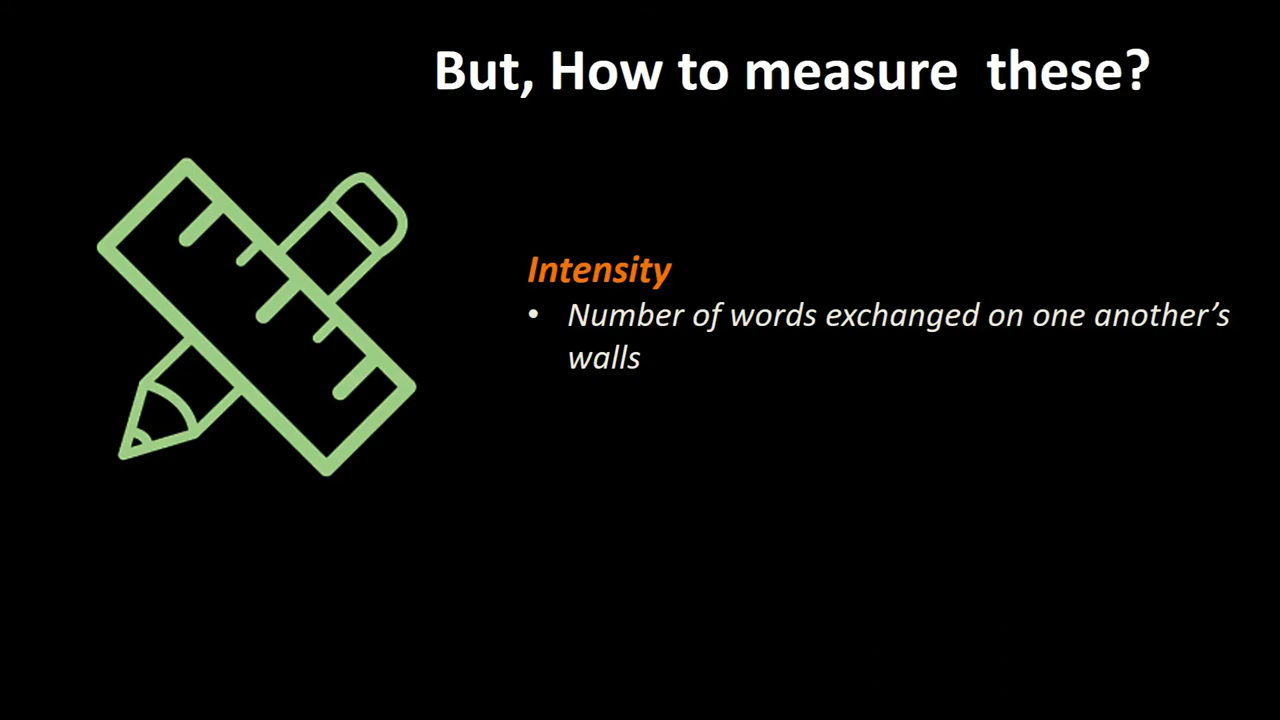 But, How to measure  these?
Intensity
• Number of words exchanged on one another’s
walls